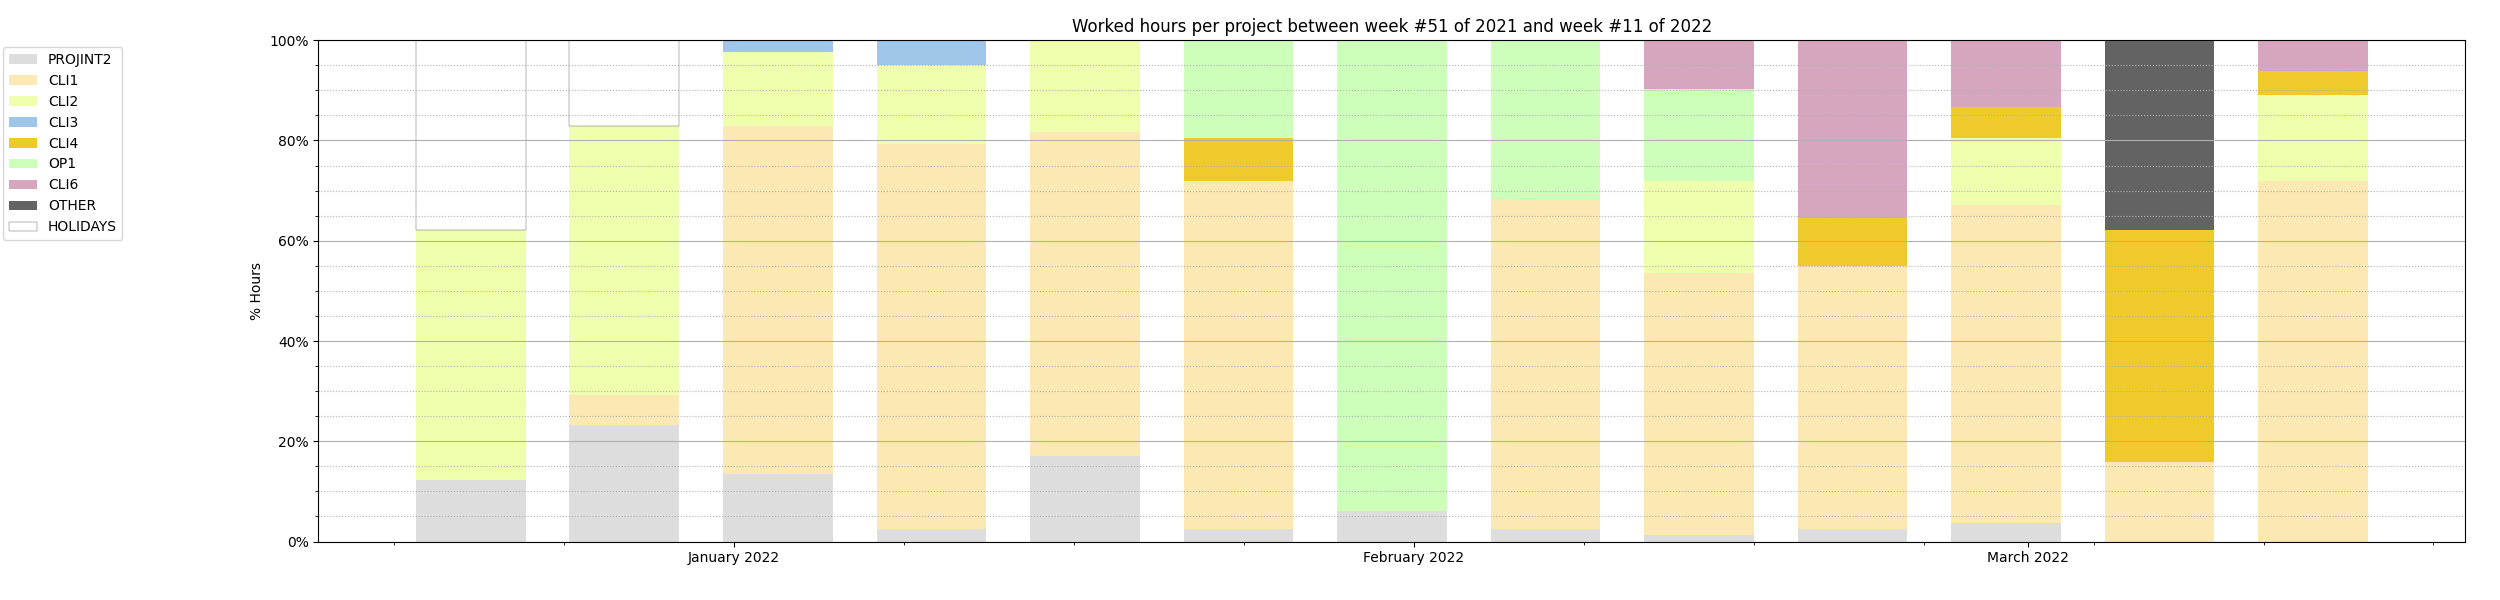 Worked hours per project between week #51 of 2021 and week #11 of 2022
PROJINT2
CLI1
CLI2
CLI3
CLI4
OP1
CLI6
OTHER
HOLIDAYS
% Hours
100%
80%
60%
40%
20%
0%
January 2022
February 2022
March 2022